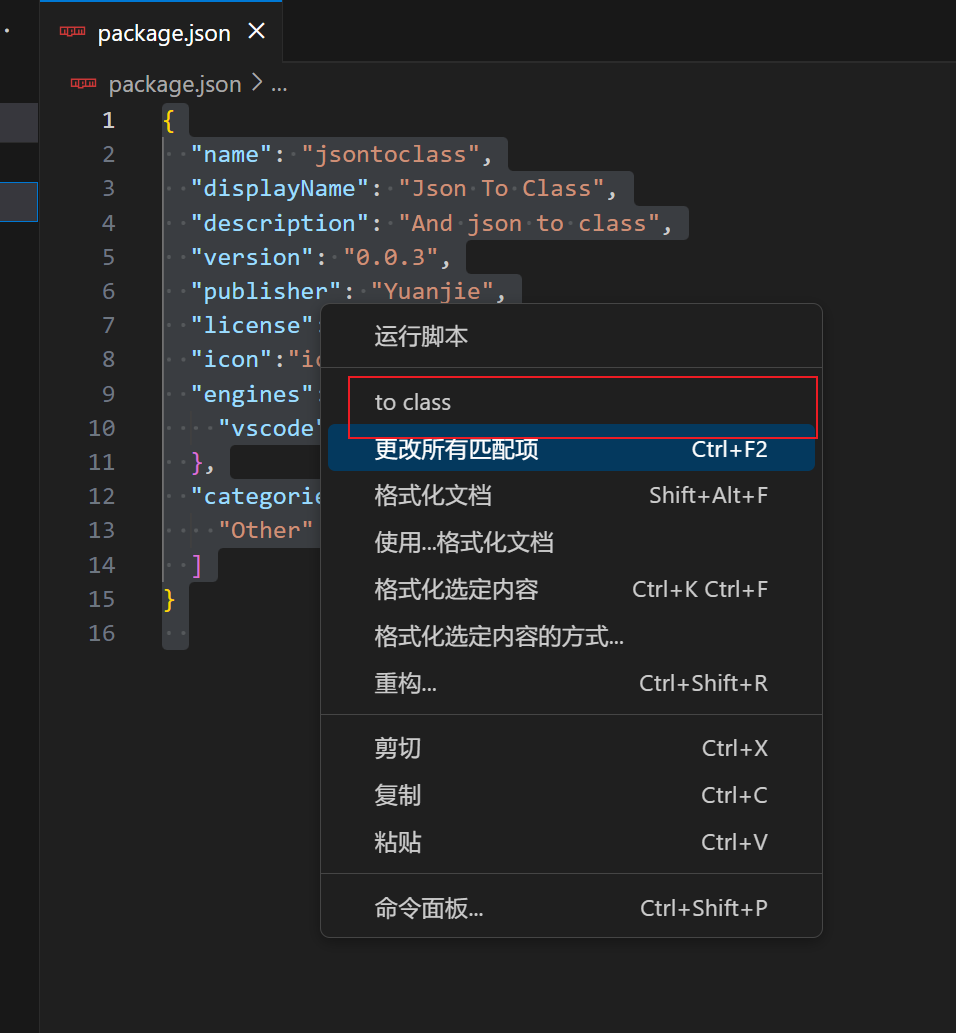 package.json
package.json > ...
1 {
2 "name": "jsontoclass",
3 "displayName": "Json To Class",
4 "description": "And json to class",
5 "version": "0.0.3",
6 "publisher": "Yuanjie",
7 "license":
8 "icon":"ic
9 "engines":
10 "vscode"
11 },
12 "categorie
13 "Other"
14 ]
15 }
16
运行脚本
to class
更改所有匹配项 Ctrl+F2
格式化文档 Shift+Alt+F
使用...格式化文档
格式化选定内容 Ctrl+K Ctrl+F
格式化选定内容的方式...
重构... Ctrl+Shift+R
剪切 Ctrl+X
复制 Ctrl+C
粘贴 Ctrl+V
命令面板... Ctrl+Shift+P